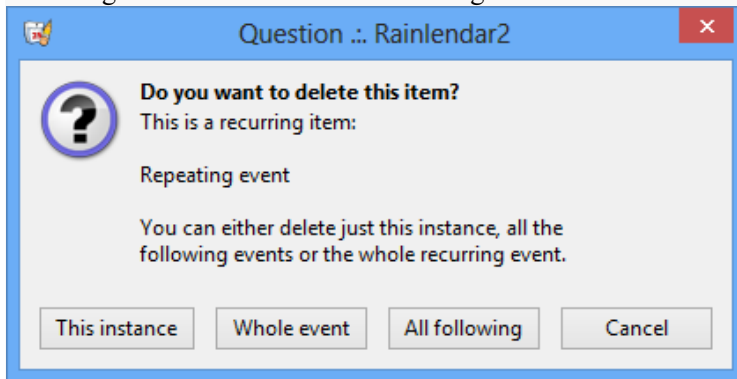 Question .:. Rainlendar2
Do you want to delete this item?
This is a recurring item:
Repeating event
You can either delete just this instance, all the
following events or the whole recurring event.
This instance
Whole event
All following
Cancel